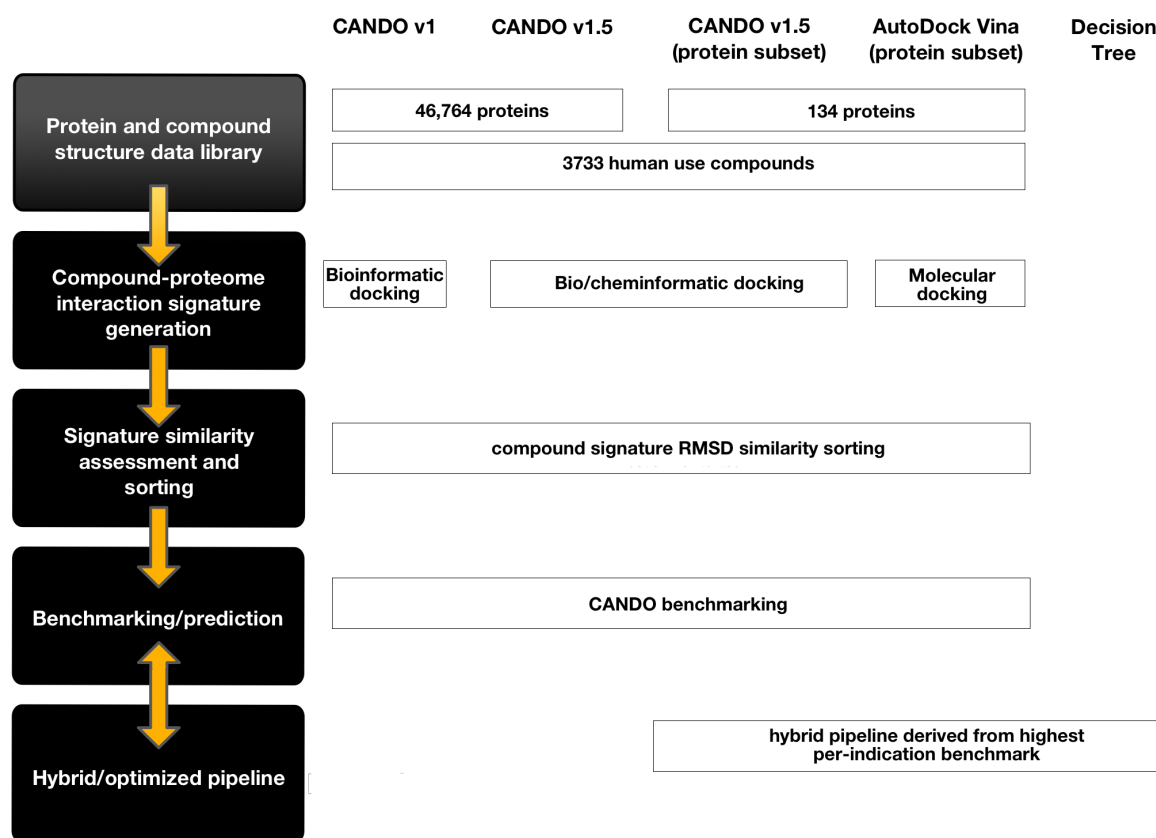 CANDO v1
CANDO v1.5
CANDO v1.5
(protein subset)
AutoDock Vina
(protein subset)
Decision
Tree
Protein and compound
structure data library
46,764 proteins
134 proteins
3733 human use compounds
Compound-proteome
interaction signature
generation
Bioinformatic
docking
Bio/cheminformatic docking
Molecular
docking
Signature similarity
assessment and
sorting
compound signature RMSD similarity sorting
Benchmarking/prediction
CANDO benchmarking
Hybrid/optimized pipeline
hybrid pipeline derived from highest
per-indication benchmark